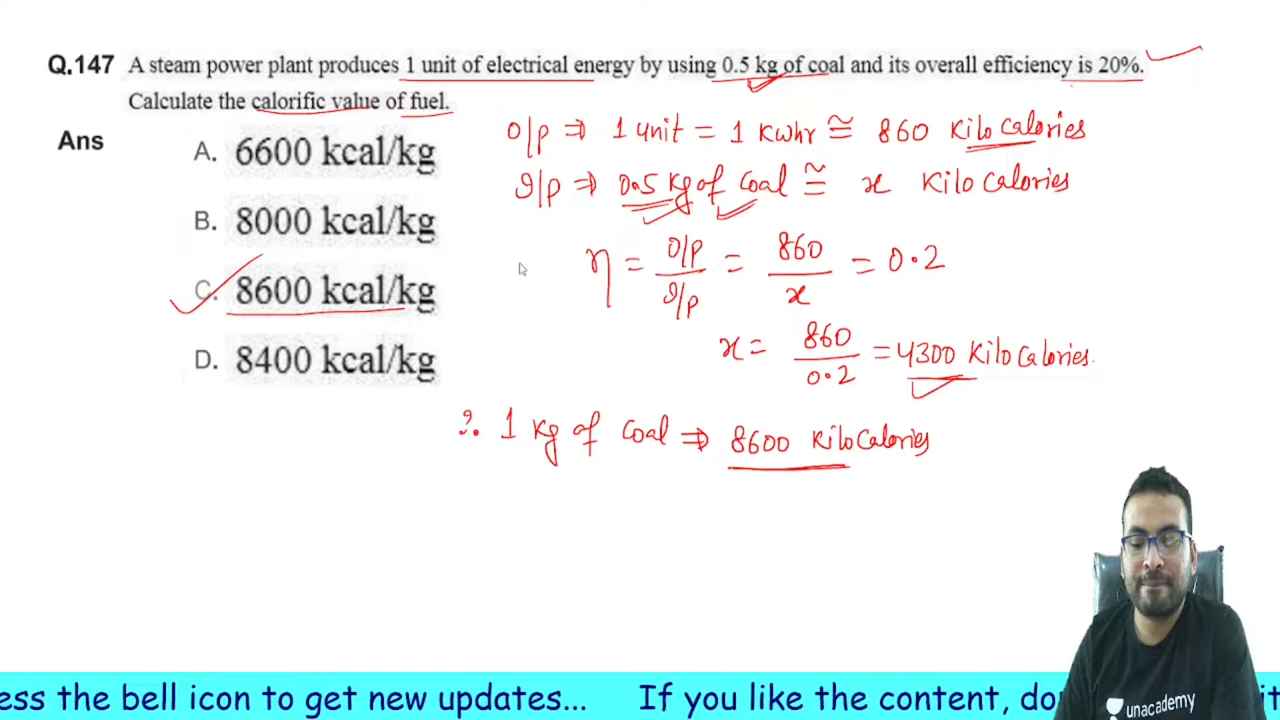 Q.147 A steam power plant produces 1 unit of electrical energy by using 0.5 kg of coal and its overall efficiency is 20%.
Calculate the calorific value of fuel.
Ans
A. 6600 kcal/kg
B. 8000 kcal/kg
C. 8600 kcal/kg
D. 8400 kcal/kg
O/P ⇒ 1 unit = 1 kwhr ≅ 860 Kilo Calories
I/P ⇒ 0.5 Kg of Coal ≅ x Kilo Calories
η = O/P / I/P = 860 / x = 0.2
x = 860 / 0.2 = 4300 Kilo Calories.
∴ 1 Kg of Coal ⇒ 8600 Kilo Calories
unacademy
ess the bell icon to get new updates... If you like the content, do